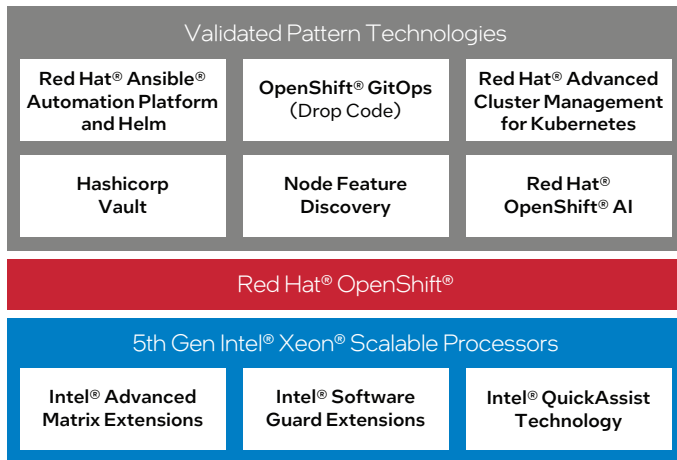 Validated Pattern Technologies
Red Hat® Ansible®
Automation Platform
and Helm
OpenShift® GitOps
(Drop Code)
Red Hat® Advanced
Cluster Management
for Kubernetes
Hashicorp
Vault
Node Feature
Discovery
Red Hat®
OpenShift® AI
Red Hat® OpenShift®
5th Gen Intel® Xeon® Scalable Processors
Intel® Advanced
Matrix Extensions
Intel® Software
Guard Extensions
Intel® QuickAssist
Technology